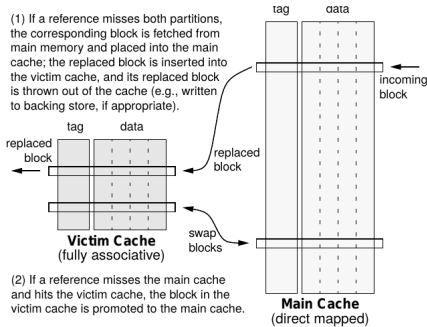 (1) If a reference misses both partitions,
the corresponding block is fetched from
main memory and placed into the main
cache; the replaced block is inserted into
the victim cache, and its replaced block
is thrown out of the cache (e.g., written
to backing store, if appropriate).
tag data
incoming
block
tag data
replaced
block
replaced
block
swap
blocks
Victim Cache
(fully associative)
(2) If a reference misses the main cache
and hits the victim cache, the block in the
victim cache is promoted to the main cache.
Main Cache
(direct mapped)